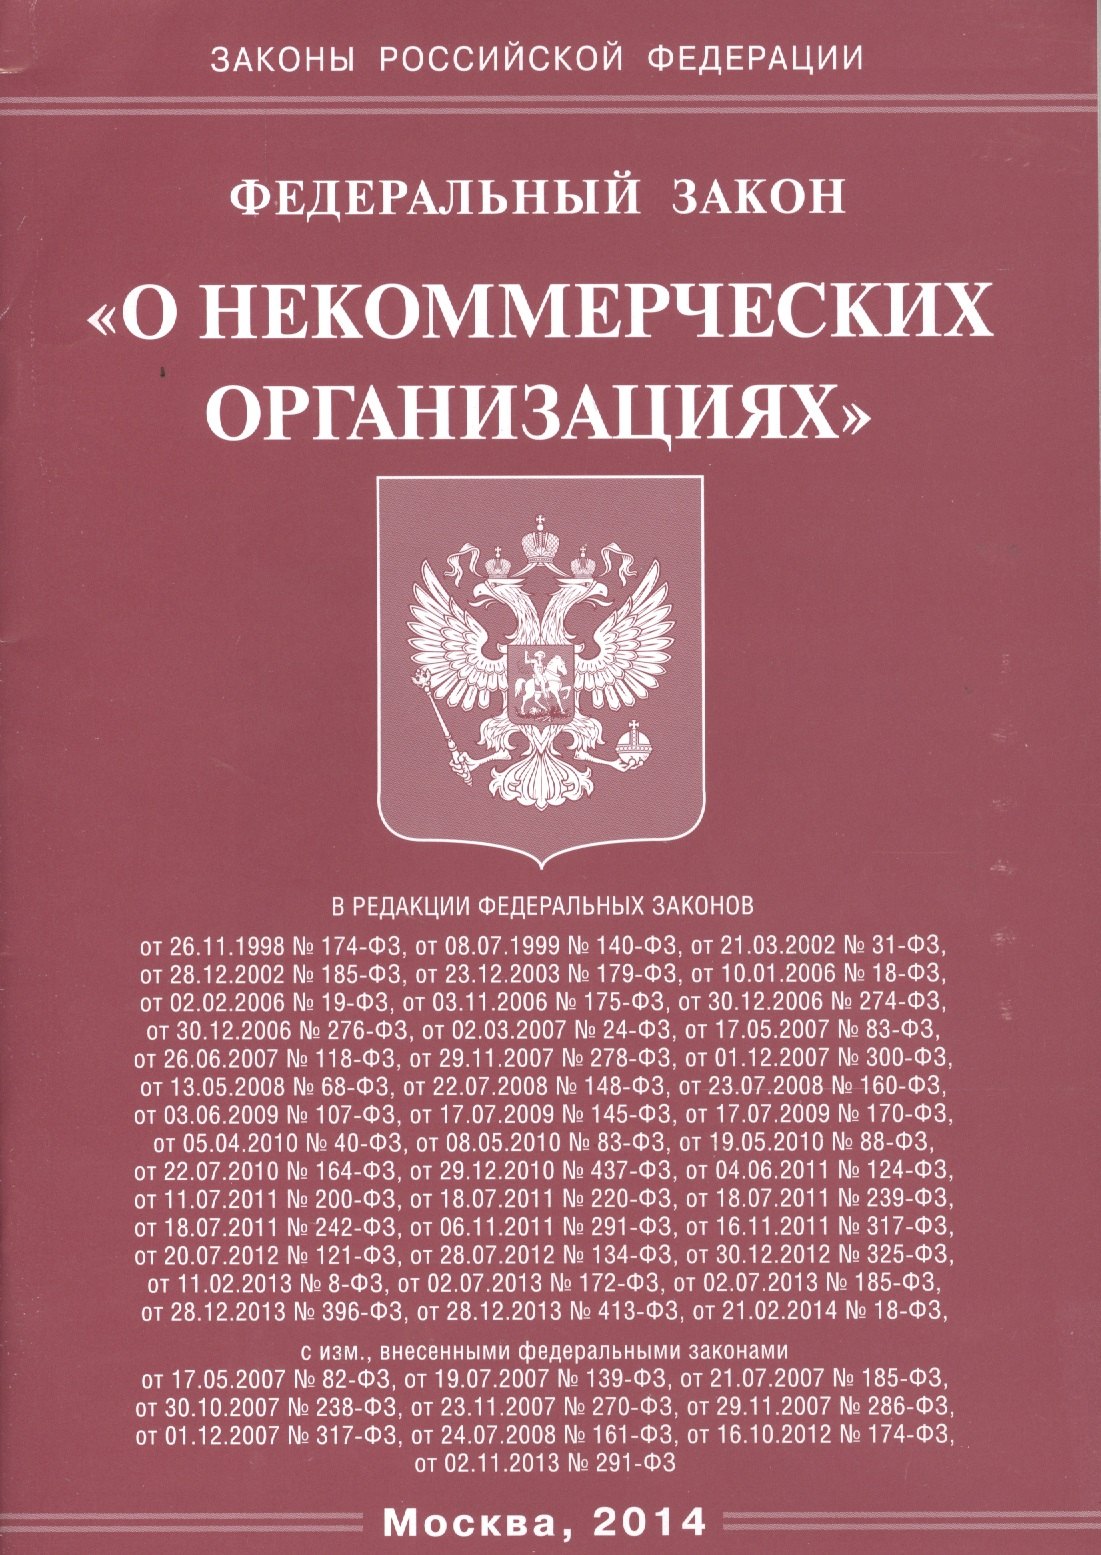 ЗАКОНЫ РОССИЙСКОЙ ФЕДЕРАЦИИ
ФЕДЕРАЛЬНЫЙ ЗАКОН
«О НЕКОММЕРЧЕСКИХ
ОРГАНИЗАЦИЯХ»
В РЕДАКЦИИ ФЕДЕРАЛЬНЫХ ЗАКОНОВ
от 26.11.1998 № 174-ФЗ, от 08.07.1999 № 140-ФЗ, от 21.03.2002 № 31-ФЗ,
от 28.12.2002 № 185-ФЗ, от 23.12.2003 № 179-ФЗ, от 10.01.2006 № 18-ФЗ,
от 02.02.2006 № 19-ФЗ, от 03.11.2006 № 175-ФЗ, от 30.12.2006 № 274-ФЗ,
от 30.12.2006 № 276-ФЗ, от 02.03.2007 № 24-ФЗ, от 17.05.2007 № 83-ФЗ,
от 26.06.2007 № 118-ФЗ, от 29.11.2007 № 278-ФЗ, от 01.12.2007 № 300-ФЗ,
от 13.05.2008 № 68-ФЗ, от 22.07.2008 № 148-ФЗ, от 23.07.2008 № 160-ФЗ,
от 03.06.2009 № 107-ФЗ, от 17.07.2009 № 145-ФЗ, от 17.07.2009 № 170-ФЗ,
от 05.04.2010 № 40-ФЗ, от 08.05.2010 № 83-ФЗ, от 19.05.2010 № 88-ФЗ,
от 22.07.2010 № 164-ФЗ, от 29.12.2010 № 437-ФЗ, от 04.06.2011 № 124-ФЗ,
от 11.07.2011 № 200-ФЗ, от 18.07.2011 № 220-ФЗ, от 18.07.2011 № 239-ФЗ,
от 18.07.2011 № 242-ФЗ, от 06.11.2011 № 291-ФЗ, от 16.11.2011 № 317-ФЗ,
от 20.07.2012 № 121-ФЗ, от 28.07.2012 № 134-ФЗ, от 30.12.2012 № 325-ФЗ,
от 11.02.2013 № 8-ФЗ, от 02.07.2013 № 172-ФЗ, от 02.07.2013 № 185-ФЗ,
от 28.12.2013 № 396-ФЗ, от 28.12.2013 № 413-ФЗ, от 21.02.2014 № 18-ФЗ,
с изм., внесенными федеральными законами
от 17.05.2007 № 82-ФЗ, от 19.07.2007 № 139-ФЗ, от 21.07.2007 № 185-ФЗ,
от 30.10.2007 № 238-ФЗ, от 23.11.2007 № 270-ФЗ, от 29.11.2007 № 286-ФЗ,
от 01.12.2007 № 317-ФЗ, от 24.07.2008 № 161-ФЗ, от 16.10.2012 № 174-ФЗ,
от 02.11.2013 № 291-ФЗ
Москва, 2014